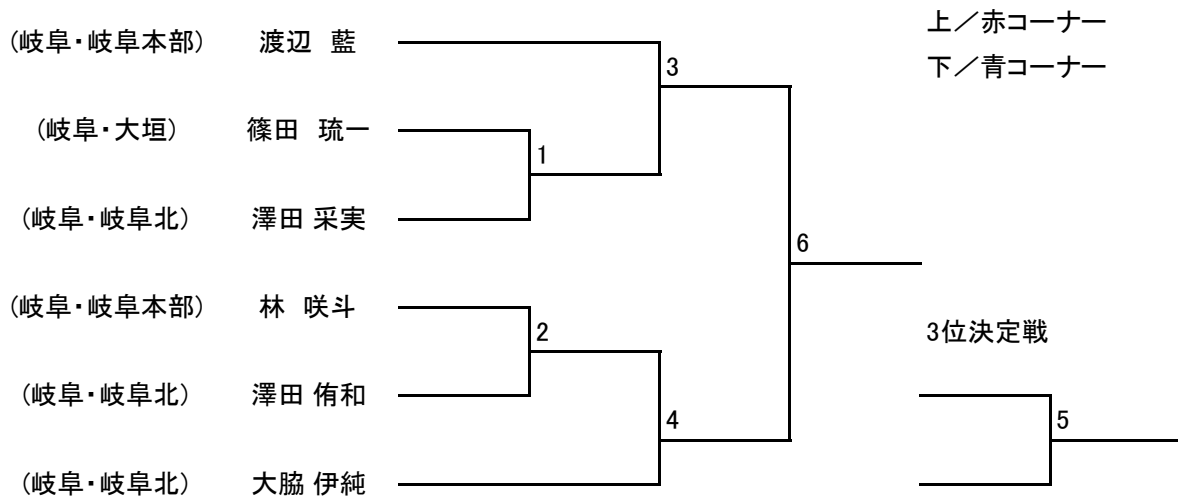 上／赤コーナー
下／青コーナー
(岐阜・岐阜本部) 渡辺　藍
3
(岐阜・大垣) 篠田　琉一
1
(岐阜・岐阜北) 澤田 采実
6
(岐阜・岐阜本部) 林　咲斗
2
3位決定戦
(岐阜・岐阜北) 澤田 侑和
4
5
(岐阜・岐阜北) 大脇 伊純